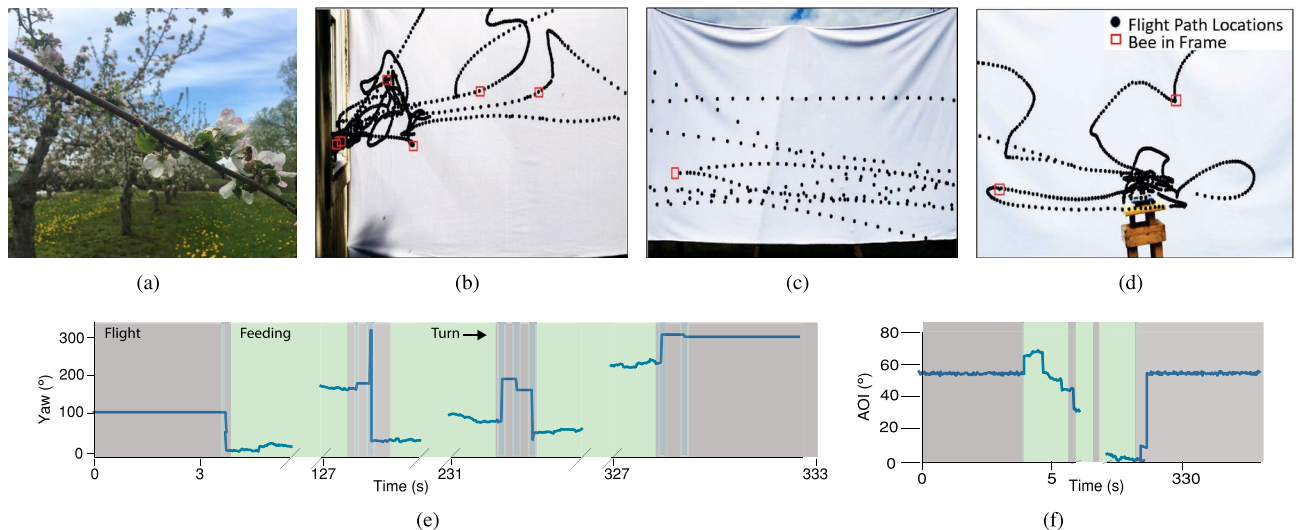 Flight Path Locations
Bee in Frame
(a)
(b)
(c)
(d)
Flight
Feeding
Turn
300
200
100
0
Yaw (°)
0
3
127
231
327
333
Time (s)
(e)
80
60
40
20
0
AOI (°)
0
5
330
Time (s)
(f)